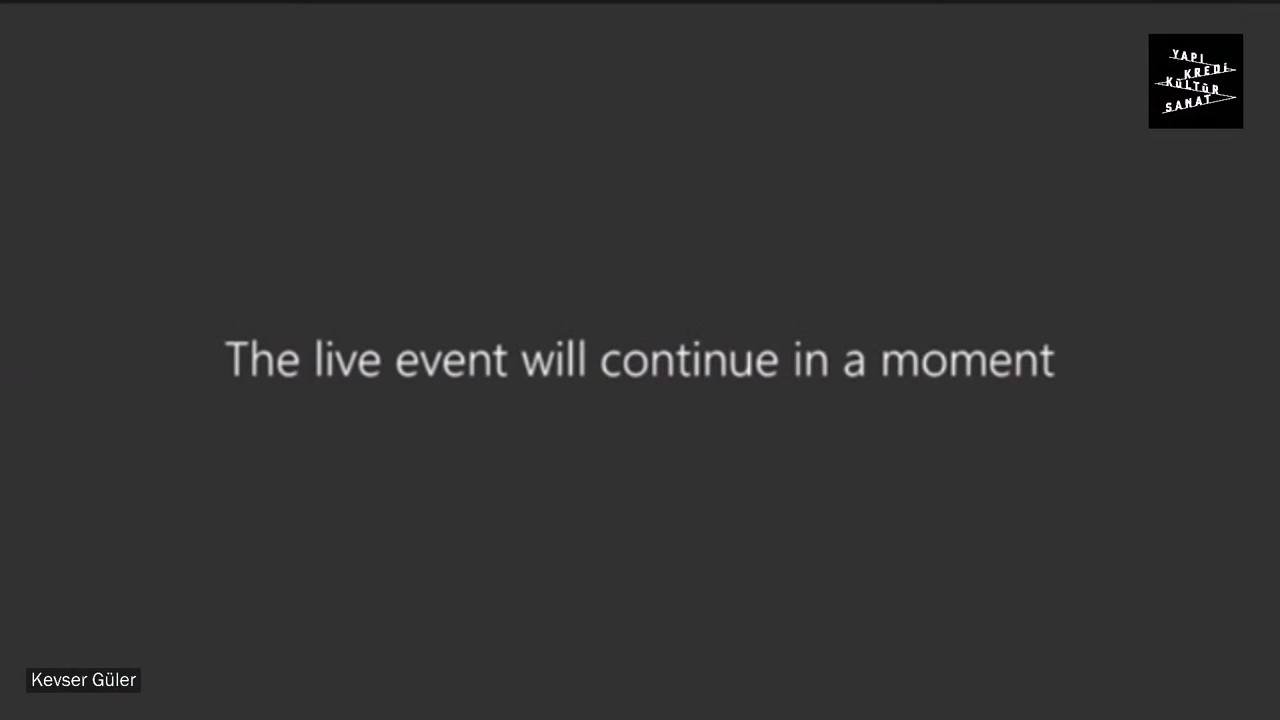 YAPI
KREDİ
KÜLTÜR
SANAT
The live event will continue in a moment
Kevser Güler